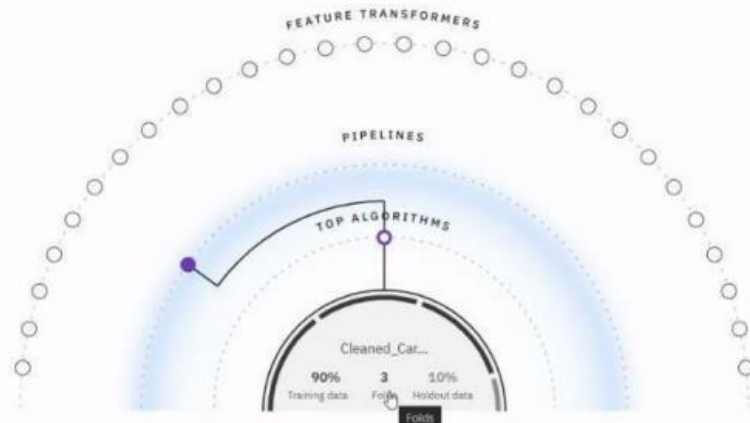 FEATURE TRANSFORMERS
PIPELINES
TOP ALGORITHMS
Cleaned_Car...
90% 3 10%
Training data Folds Holdout data
Folds